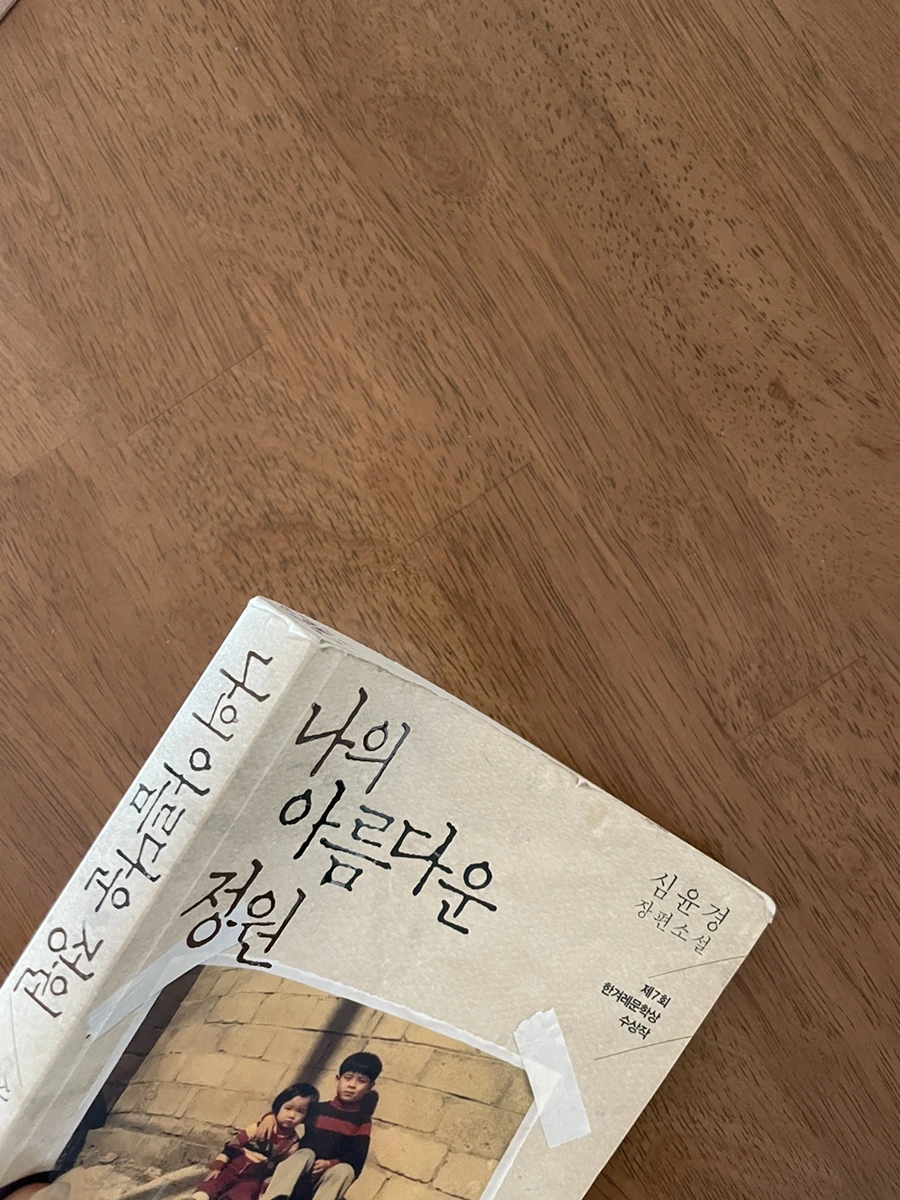 나의 아름다운 정원
나의
아름다운
정원
심윤경
장편소설
제7회
한겨레문학상
수상작